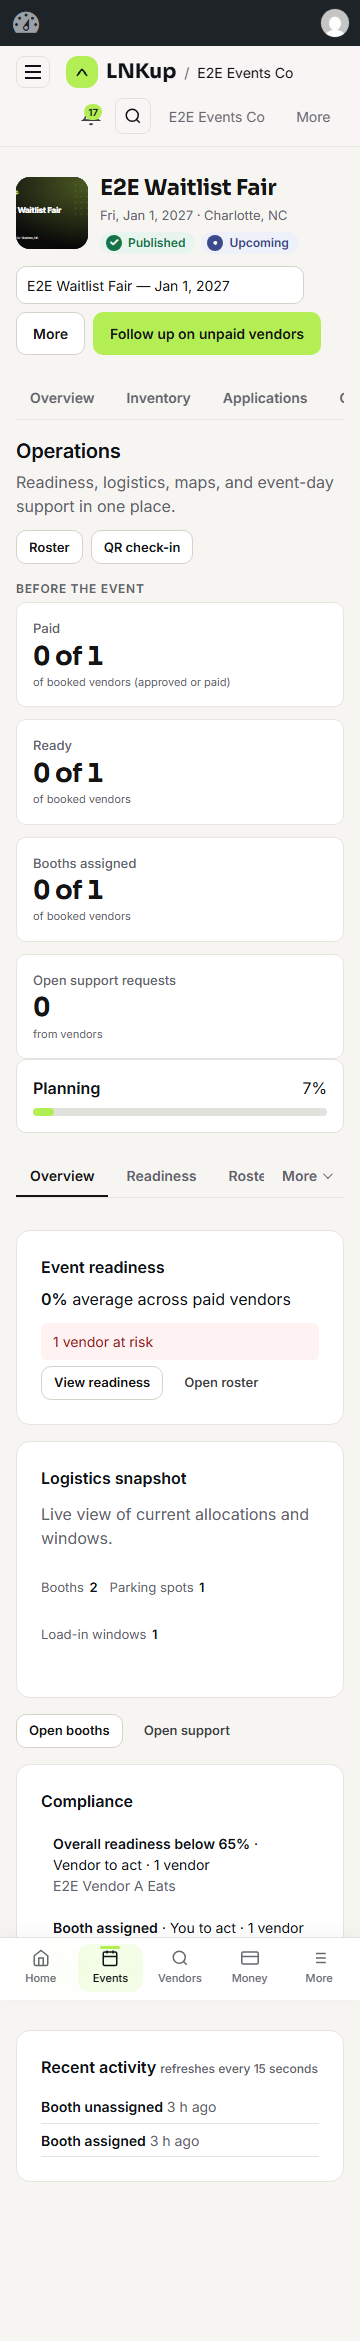 LNKup / E2E Events Co
17
E2E Events Co
More
Waitlist Fair
E2E Waitlist Fair
Fri, Jan 1, 2027 · Charlotte, NC
Published
Upcoming
E2E Waitlist Fair — Jan 1, 2027
More
Follow up on unpaid vendors
Overview
Inventory
Applications
Operations
Readiness, logistics, maps, and event-day
support in one place.
Roster
QR check-in
BEFORE THE EVENT
Paid
0 of 1
of booked vendors (approved or paid)
Ready
0 of 1
of booked vendors
Booths assigned
0 of 1
of booked vendors
Open support requests
0
from vendors
Planning
7%
Overview
Readiness
Roste
More
Event readiness
0% average across paid vendors
1 vendor at risk
View readiness
Open roster
Logistics snapshot
Live view of current allocations and
windows.
Booths 2 Parking spots 1
Load-in windows 1
Open booths
Open support
Compliance
Overall readiness below 65% ·
Vendor to act · 1 vendor
E2E Vendor A Eats
Booth assigned · You to act · 1 vendor
Home
Events
Vendors
Money
More
Recent activity refreshes every 15 seconds
Booth unassigned 3 h ago
Booth assigned 3 h ago